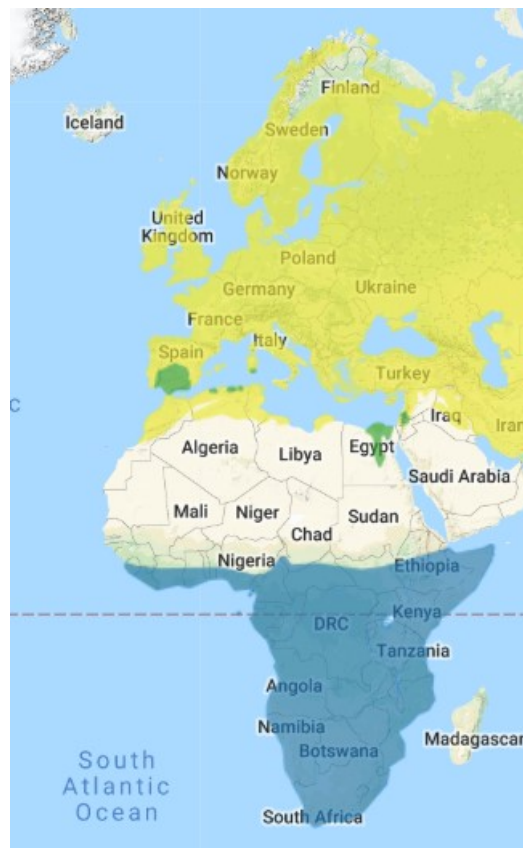 Iceland
Finland
Sweden
Norway
United
Kingdom
Poland
Germany
Ukraine
France
Italy
Spain
Turkey
C
Iraq
Iran
Algeria
Libya
Egypt
Saudi Arabia
Mali
Niger
Chad
Sudan
Nigeria
Ethiopia
DRC
Kenya
Tanzania
Angola
Namibia
Botswana
Madagascar
South
Atlantic
Ocean
South Africa